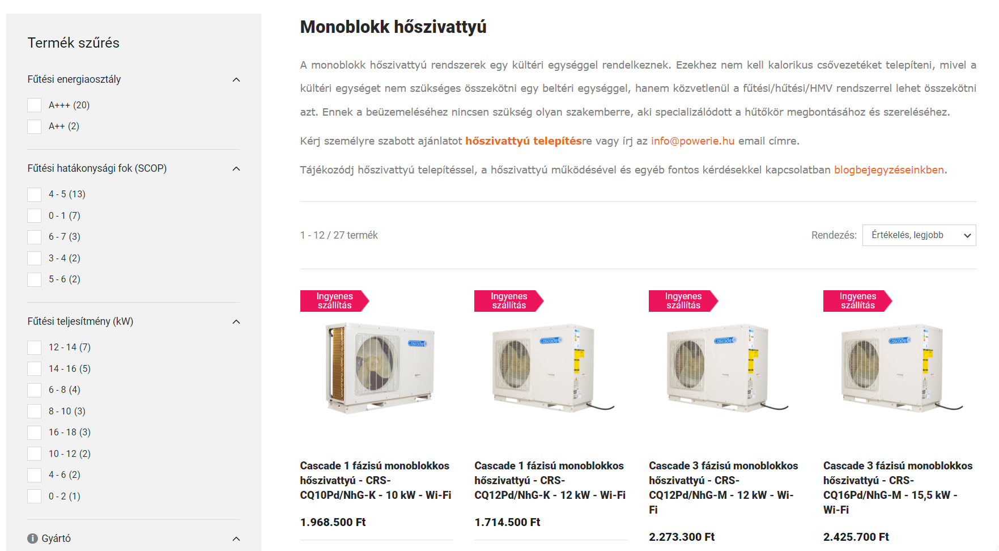 Termék szűrés
Fűtési energiaosztály
A+++ (20)
A++ (2)
Fűtési hatákonysági fok (SCOP)
4 - 5 (13)
0 - 1 (7)
6 - 7 (3)
3 - 4 (2)
5 - 6 (2)
Fűtési teljesítmény (kW)
12 - 14 (7)
14 - 16 (5)
6 - 8 (4)
8 - 10 (3)
16 - 18 (3)
10 - 12 (2)
4 - 6 (2)
0 - 2 (1)
i Gyártó
Monoblokk hőszivattyú
A monoblokk hőszivattyú rendszerek egy kültéri egységgel rendelkeznek. Ezekhez nem kell kalorikus csővezetéket telepíteni, mivel a
kültéri egységet nem szükséges összekötni egy beltéri egységgel, hanem közvetlenül a fűtési/hűtési/HMV rendszerrel lehet összekötni
azt. Ennek a beüzemeléséhez nincsen szükség olyan szakemberre, aki specializálódott a hűtőkör megbontásához és szereléséhez.
Kérj személyre szabott ajánlatot hőszivattyú telepítésre vagy írj az info@powerie.hu email címre.
Tájékozódj hőszivattyú telepítéssel, a hőszivattyú működésével és egyéb fontos kérdésekkel kapcsolatban blogbejegyzéseinkben.
1 - 12 / 27 termék
Rendezés: Értékelés, legjobb
Ingyenes
szállítás
Cascade
Cascade 1 fázisú monoblokkos
hőszivattyú - CRS-
CQ10Pd/NhG-K - 10 kW - Wi-Fi
1.968.500 Ft
Ingyenes
szállítás
Cascade
Cascade 1 fázisú monoblokkos
hőszivattyú - CRS-
CQ12Pd/NhG-K - 12 kW - Wi-Fi
1.714.500 Ft
Ingyenes
szállítás
Cascade
Cascade 3 fázisú monoblokkos
hőszivattyú - CRS-
CQ12Pd/NhG-M - 12 kW - Wi-
Fi
2.273.300 Ft
Ingyenes
szállítás
Cascade
Cascade 3 fázisú monoblokkos
hőszivattyú - CRS-
CQ16Pd/NhG-M - 15,5 kW -
Wi-Fi
2.425.700 Ft